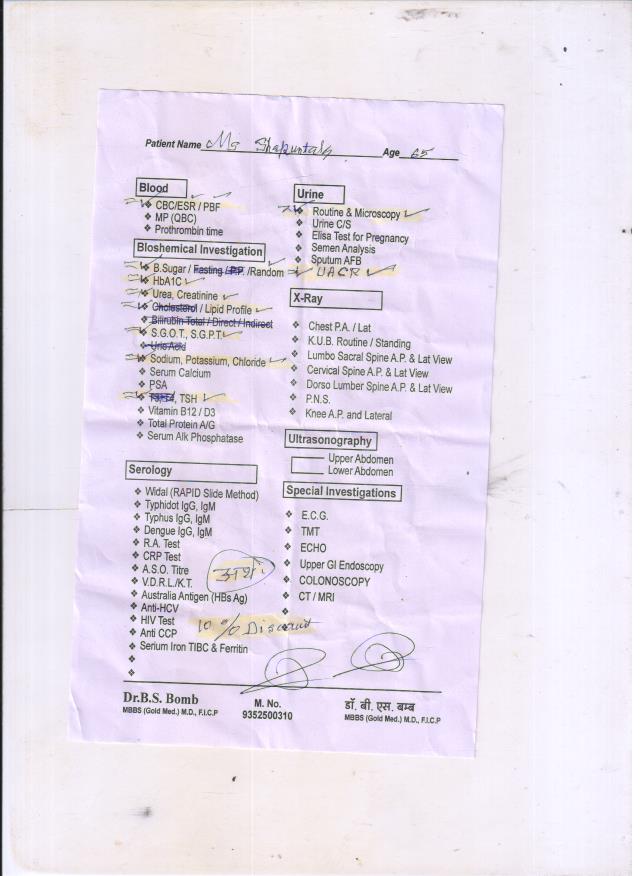 Patient Name Ms Shakuntala Age 65
Blood
❖ CBC/ESR / PBF ✓ ✓
❖ MP (QBC)
❖ Prothrombin time
Bioshemical Investigation
❖ B.Sugar / Fasting / P.P. /Random ✓
❖ HbA1C ✓
❖ Urea, Creatinine ✓
❖ Cholesterol / Lipid Profile ✓
❖ Bilirubin Total / Direct / Indirect
❖ S.G.O.T., S.G.P.T. ✓
❖ Uric Acid
❖ Sodium, Potassium, Chloride ✓
❖ Serum Calcium
❖ PSA
❖ T3, T4, TSH ✓
❖ Vitamin B12 / D3
❖ Total Protein A/G
❖ Serum Alk Phosphatase
Serology
❖ Widal (RAPID Slide Method)
❖ Typhidot IgG, IgM
❖ Typhus IgG, IgM
❖ Dengue IgG, IgM
❖ R.A. Test
❖ CRP Test
❖ A.S.O. Titre
❖ V.D.R.L./K.T.
❖ Australia Antigen (HBs Ag)
❖ Anti-HCV
❖ HIV Test
❖ Anti CCP
❖ Serium Iron TIBC & Ferritin
❖
❖
10 % Discount
Urine
❖ Routine & Microscopy ✓
❖ Urine C/S
❖ Elisa Test for Pregnancy
❖ Semen Analysis
❖ Sputum AFB
UACR ✓
X-Ray
❖ Chest P.A. / Lat
❖ K.U.B. Routine / Standing
❖ Lumbo Sacral Spine A.P. & Lat View
❖ Cervical Spine A.P. & Lat View
❖ Dorso Lumber Spine A.P. & Lat View
❖ P.N.S.
❖ Knee A.P. and Lateral
Ultrasonography
Upper Abdomen
Lower Abdomen
Special Investigations
❖ E.C.G.
❖ TMT
❖ ECHO
❖ Upper GI Endoscopy
❖ COLONOSCOPY
❖ CT / MRI
❖
❖
Dr.B.S. Bomb
MBBS (Gold Med.) M.D., F.I.C.P
M. No.
9352500310
डॉ. बी. एस. बम्ब
MBBS (Gold Med.) M.D., F.I.C.P